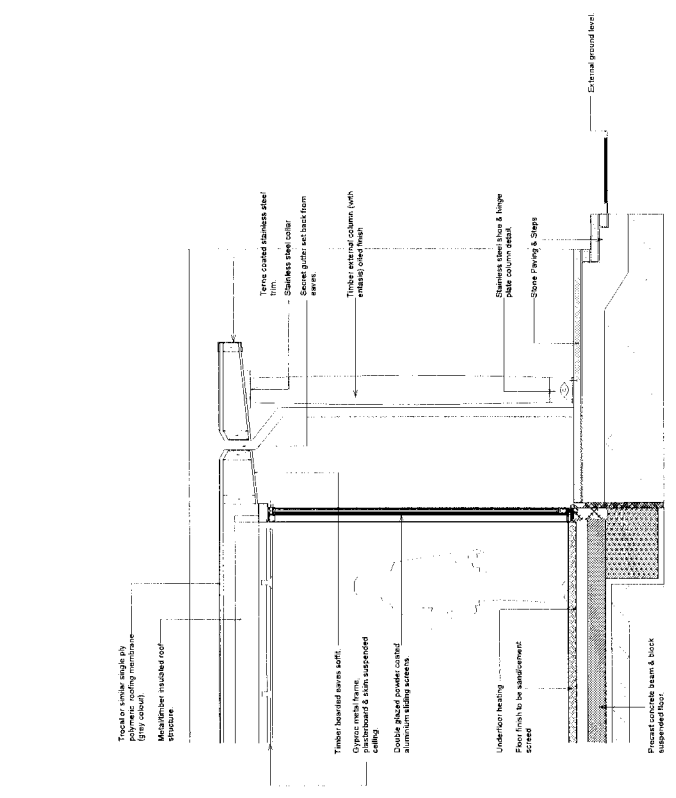 Trocal or similar single ply
polymeric roofing membrane
(grey colour).
Metal/timber insulated roof
structure.
Timber boarded eaves soffit.
Gyproc metal frame,
plasterboard & skim suspended
ceiling.
Double glazed powder coated
aluminium sliding screens.
Underfloor heating
Floor finish to be sand/cement
screed
Precast concrete beam & block
suspended floor.
Terne coated stainless steel
trim.
Stainless steel collar
Secret gutter set back from
eaves.
Timber external column (with
entasis) oiled finish
Stainless steel shoe & hinge
plate column detail.
Stone Paving & Steps
External ground level.